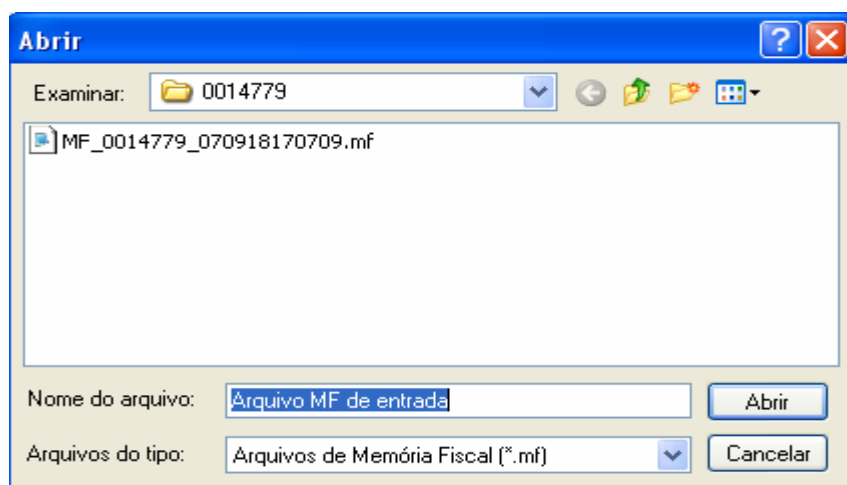 Abrir
Examinar: 0014779
MF_0014779_070918170709.mf
Nome do arquivo: Arquivo MF de entrada Abrir
Arquivos do tipo: Arquivos de Memória Fiscal (*.mf) Cancelar